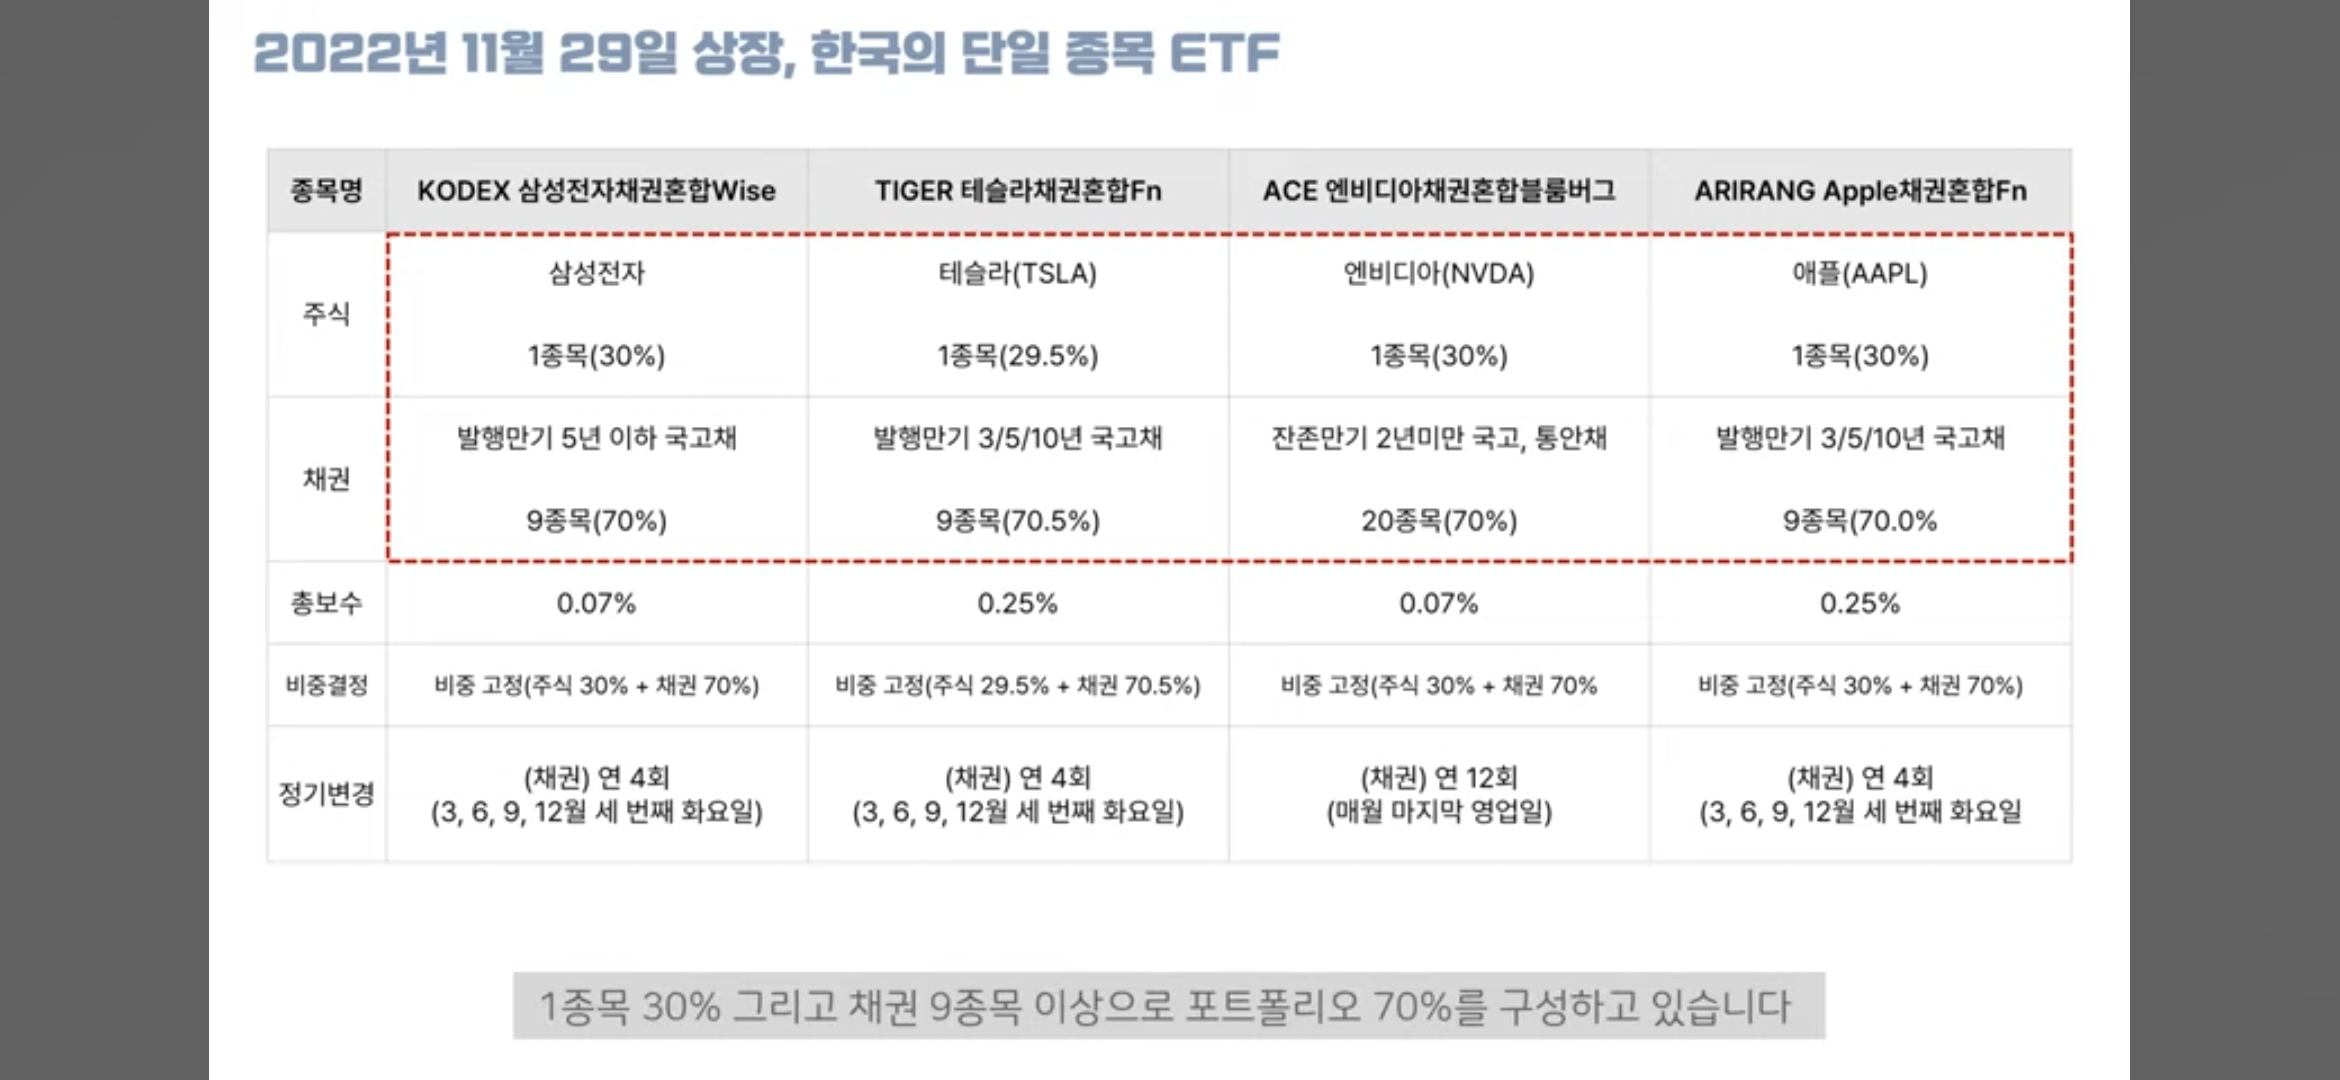 2022년 11월 29일 상장, 한국의 단일 종목 ETF
종목명 KODEX 삼성전자채권혼합Wise TIGER 테슬라채권혼합Fn ACE 엔비디아채권혼합블룸버그 ARIRANG Apple채권혼합Fn
주식
삼성전자 테슬라(TSLA) 엔비디아(NVDA) 애플(AAPL)
1종목(30%) 1종목(29.5%) 1종목(30%) 1종목(30%)
채권
발행만기 5년 이하 국고채 발행만기 3/5/10년 국고채 잔존만기 2년미만 국고, 통안채 발행만기 3/5/10년 국고채
9종목(70%) 9종목(70.5%) 20종목(70%) 9종목(70.0%
총보수 0.07% 0.25% 0.07% 0.25%
비중결정 비중 고정(주식 30% + 채권 70%) 비중 고정(주식 29.5% + 채권 70.5%) 비중 고정(주식 30% + 채권 70% 비중 고정(주식 30% + 채권 70%)
정기변경
(채권) 연 4회 (채권) 연 4회 (채권) 연 12회 (채권) 연 4회
(3, 6, 9, 12월 세 번째 화요일) (3, 6, 9, 12월 세 번째 화요일) (매월 마지막 영업일) (3, 6, 9, 12월 세 번째 화요일
1종목 30% 그리고 채권 9종목 이상으로 포트폴리오 70%를 구성하고 있습니다